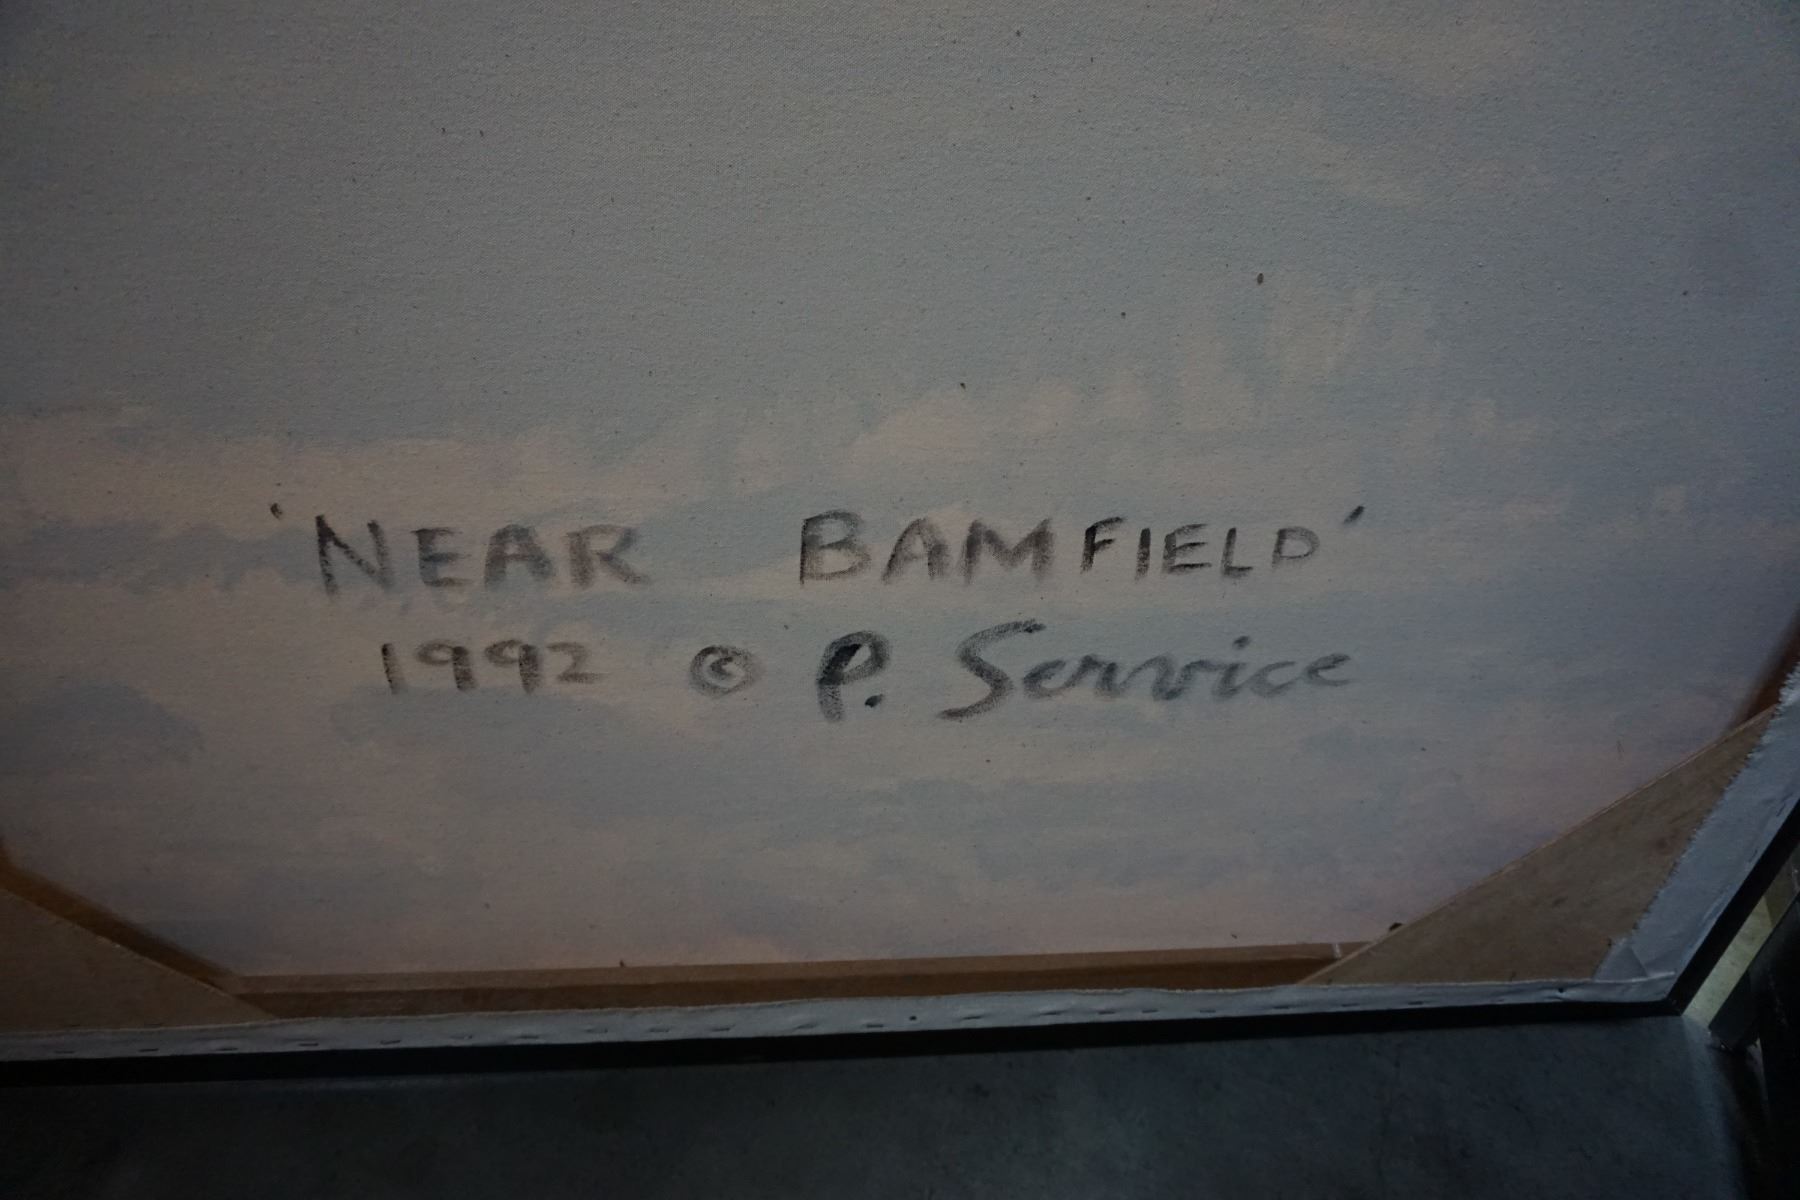 'NEAR BAMFIELD'
1992 © P. Service